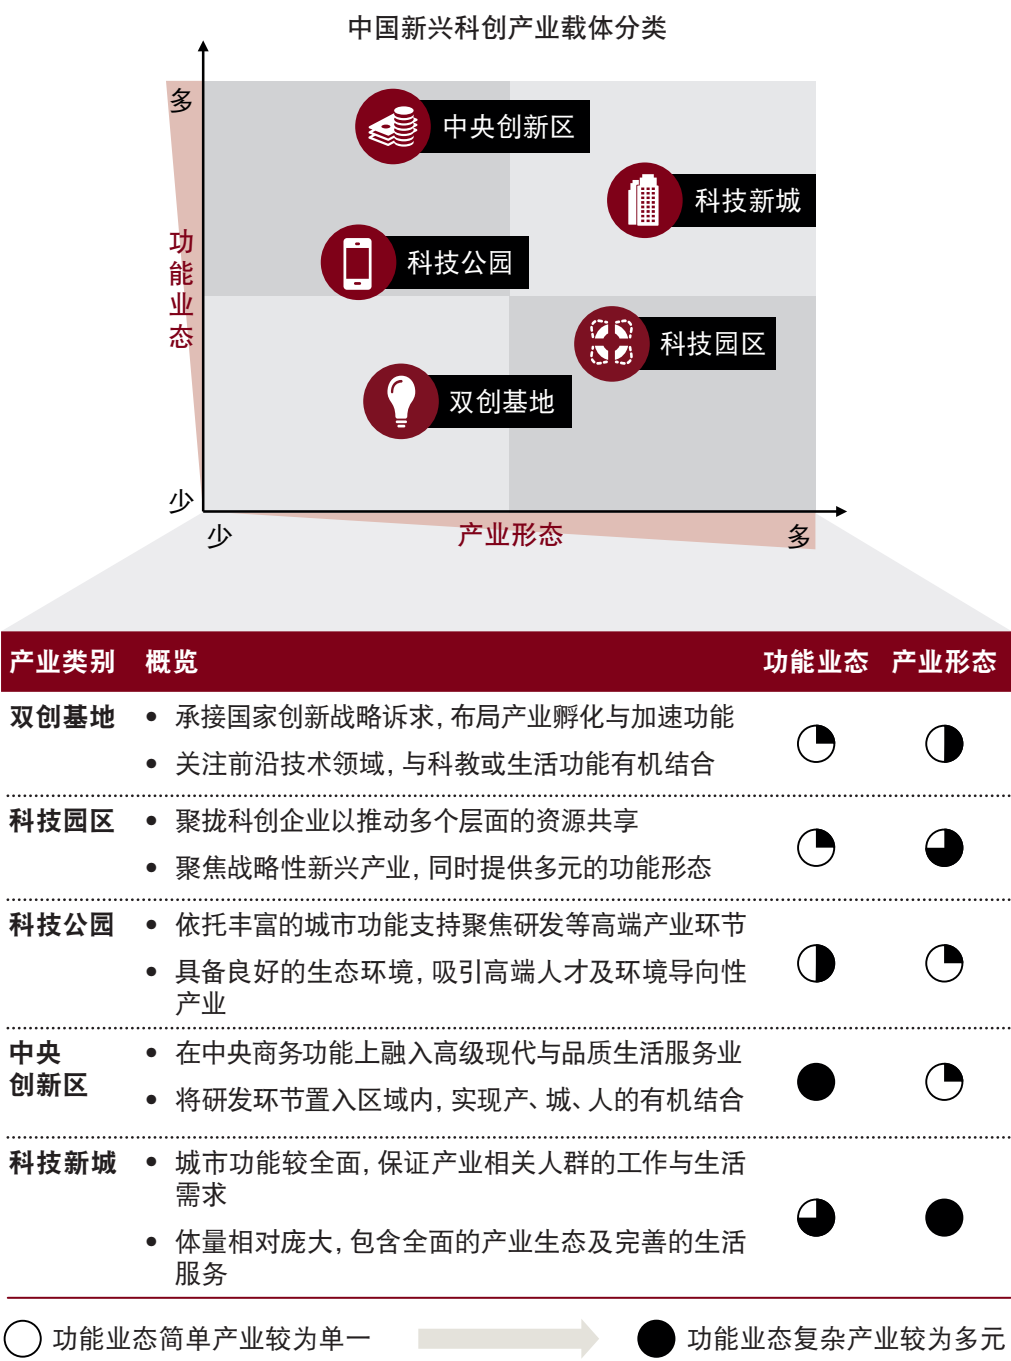 中国新兴科创产业载体分类
多
中央创新区
科技新城
功能业态
科技公园
科技园区
双创基地
少
少
产业形态
多
产业类别 概览 功能业态 产业形态
双创基地
• 承接国家创新战略诉求,布局产业孵化与加速功能
• 关注前沿技术领域,与科教或生活功能有机结合
科技园区
• 聚拢科创企业以推动多个层面的资源共享
• 聚焦战略性新兴产业,同时提供多元的功能形态
科技公园
• 依托丰富的城市功能支持聚焦研发等高端产业环节
• 具备良好的生态环境,吸引高端人才及环境导向性
产业
中央
创新区
• 在中央商务功能上融入高级现代与品质生活服务业
• 将研发环节置入区域内,实现产、城、人的有机结合
科技新城
• 城市功能较全面,保证产业相关人群的工作与生活
需求
• 体量相对庞大,包含全面的产业生态及完善的生活
服务
功能业态简单产业较为单一
功能业态复杂产业较为多元